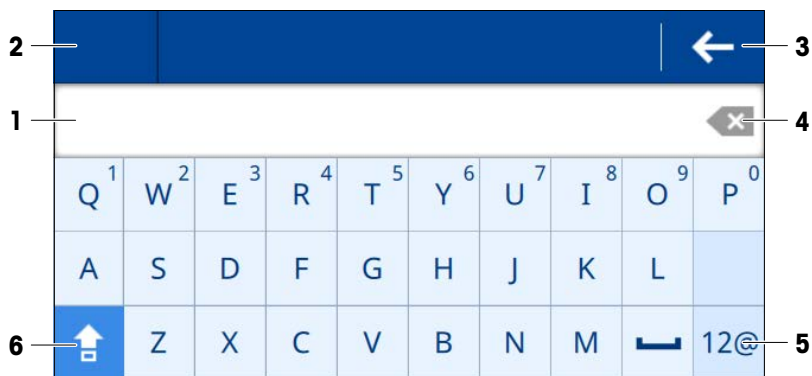 2 3
1 4
Q 1 W 2 E 3 R 4 T 5 Y 6 U 7 I 8 O 9 P 0
A S D F G H J K L
6 Z X C V B N M 12@ 5